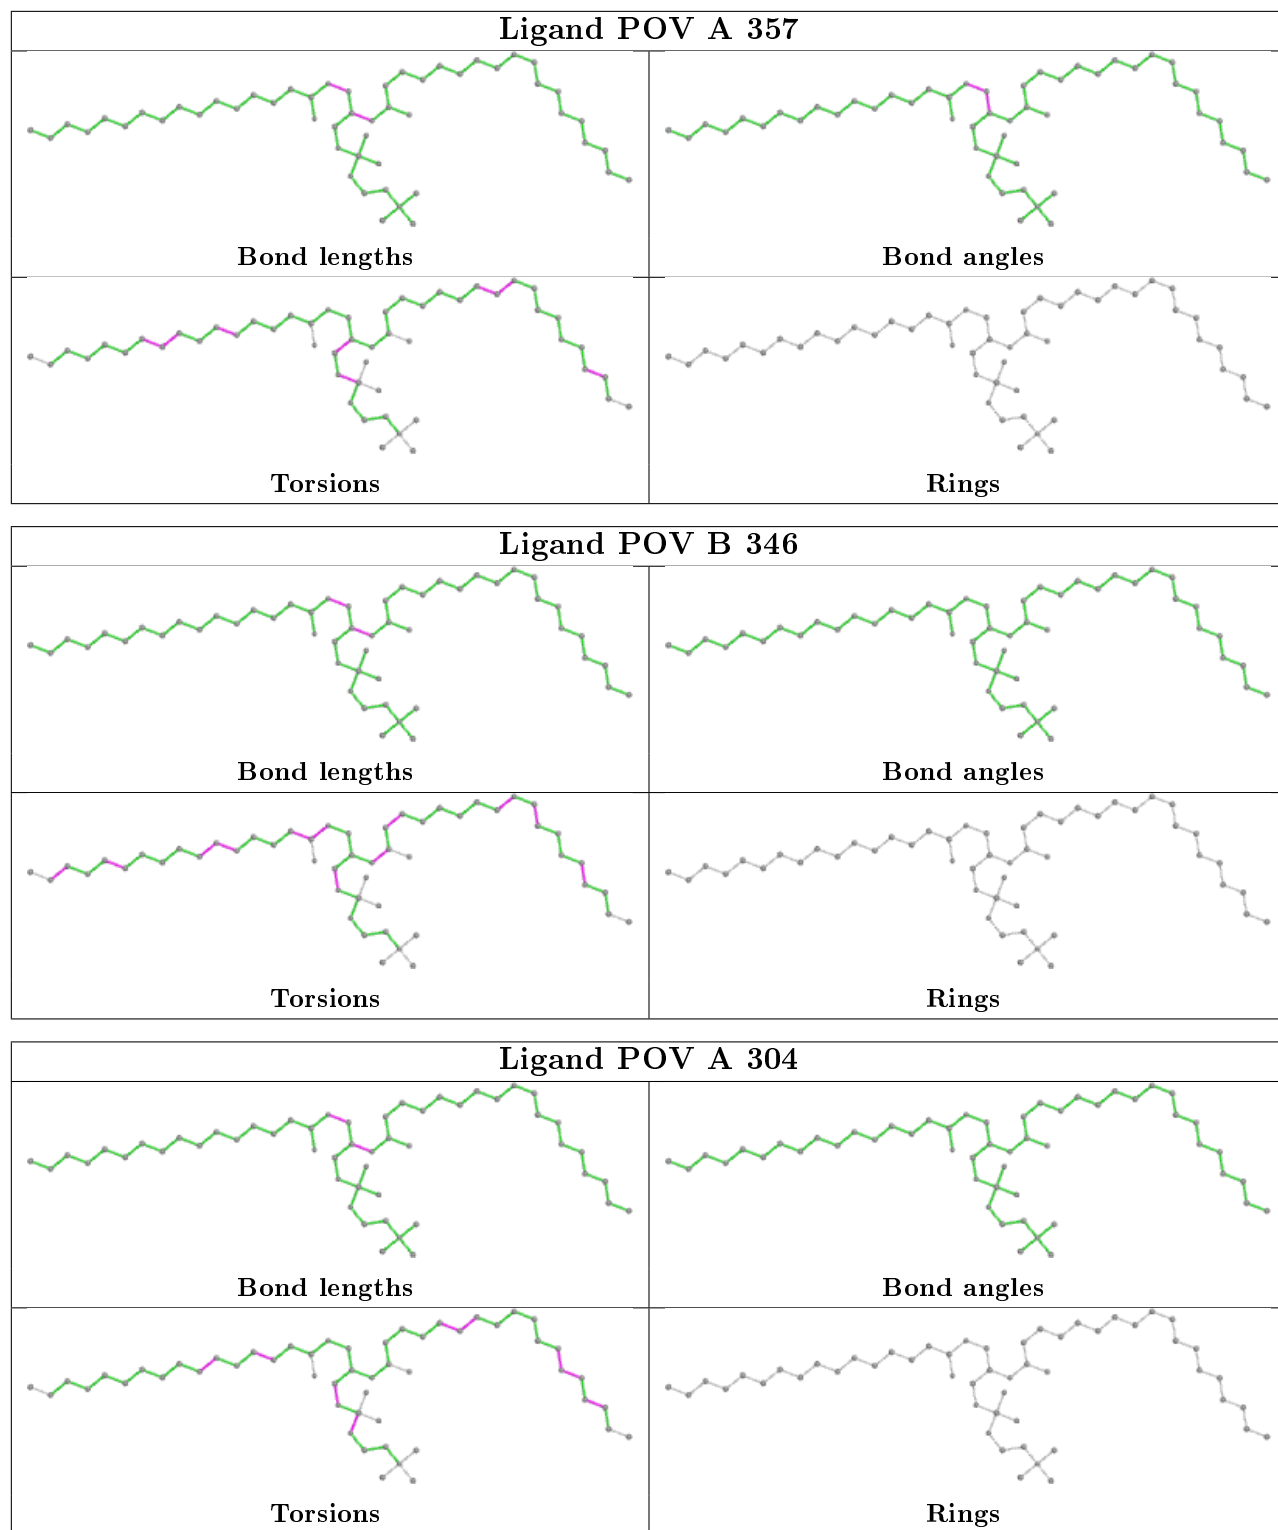 Ligand POV A 357
Bond lengths
Bond angles
Torsions
Rings
Ligand POV B 346
Bond lengths
Bond angles
Torsions
Rings
Ligand POV A 304
Bond lengths
Bond angles
Torsions
Rings